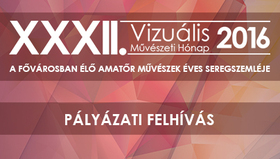 XXXII. Vizuális Művészeti Hónap 2016
A FŐVÁROSBAN ÉLŐ AMATŐR MŰVÉSZEK ÉVES SEREGSZEMLÉJE
PÁLYÁZATI FELHÍVÁS